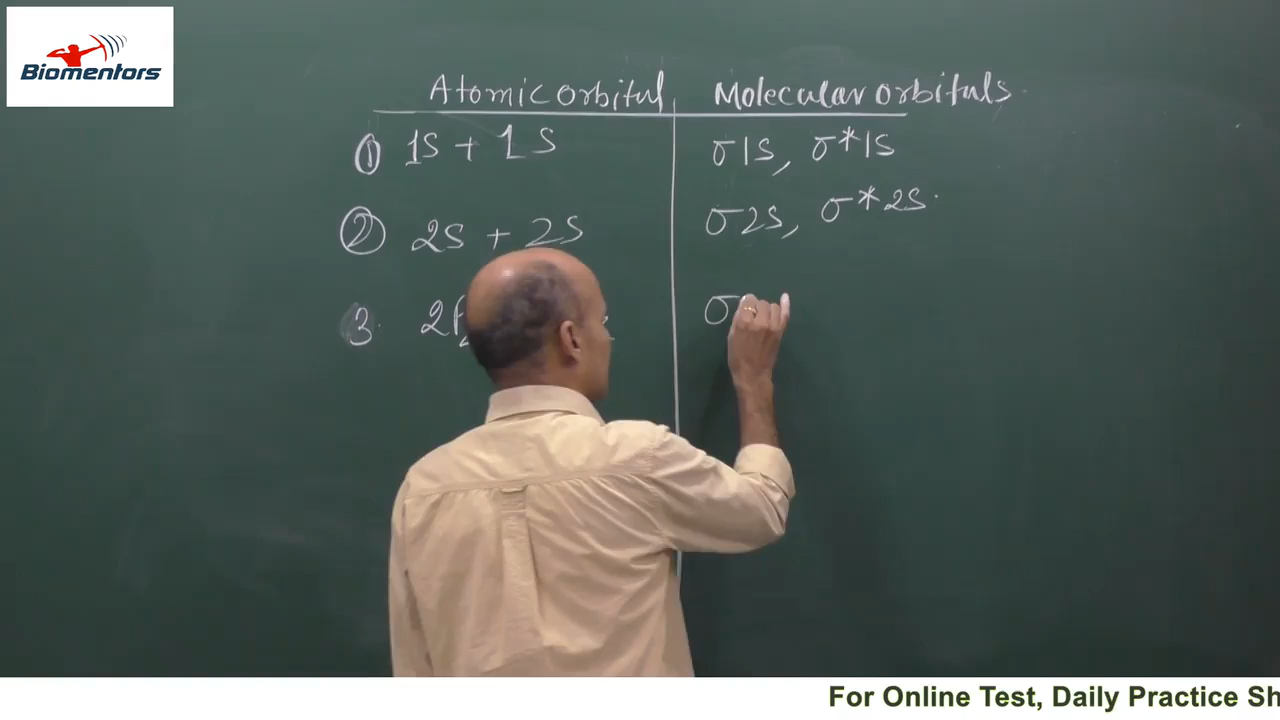 Biomentors
Atomic orbital Molecular orbitals.
① 1S + 1S σ1S, σ*1S
② 2S + 2S σ2S, σ*2S.
3. σ
For Online Test, Daily Practice Sh